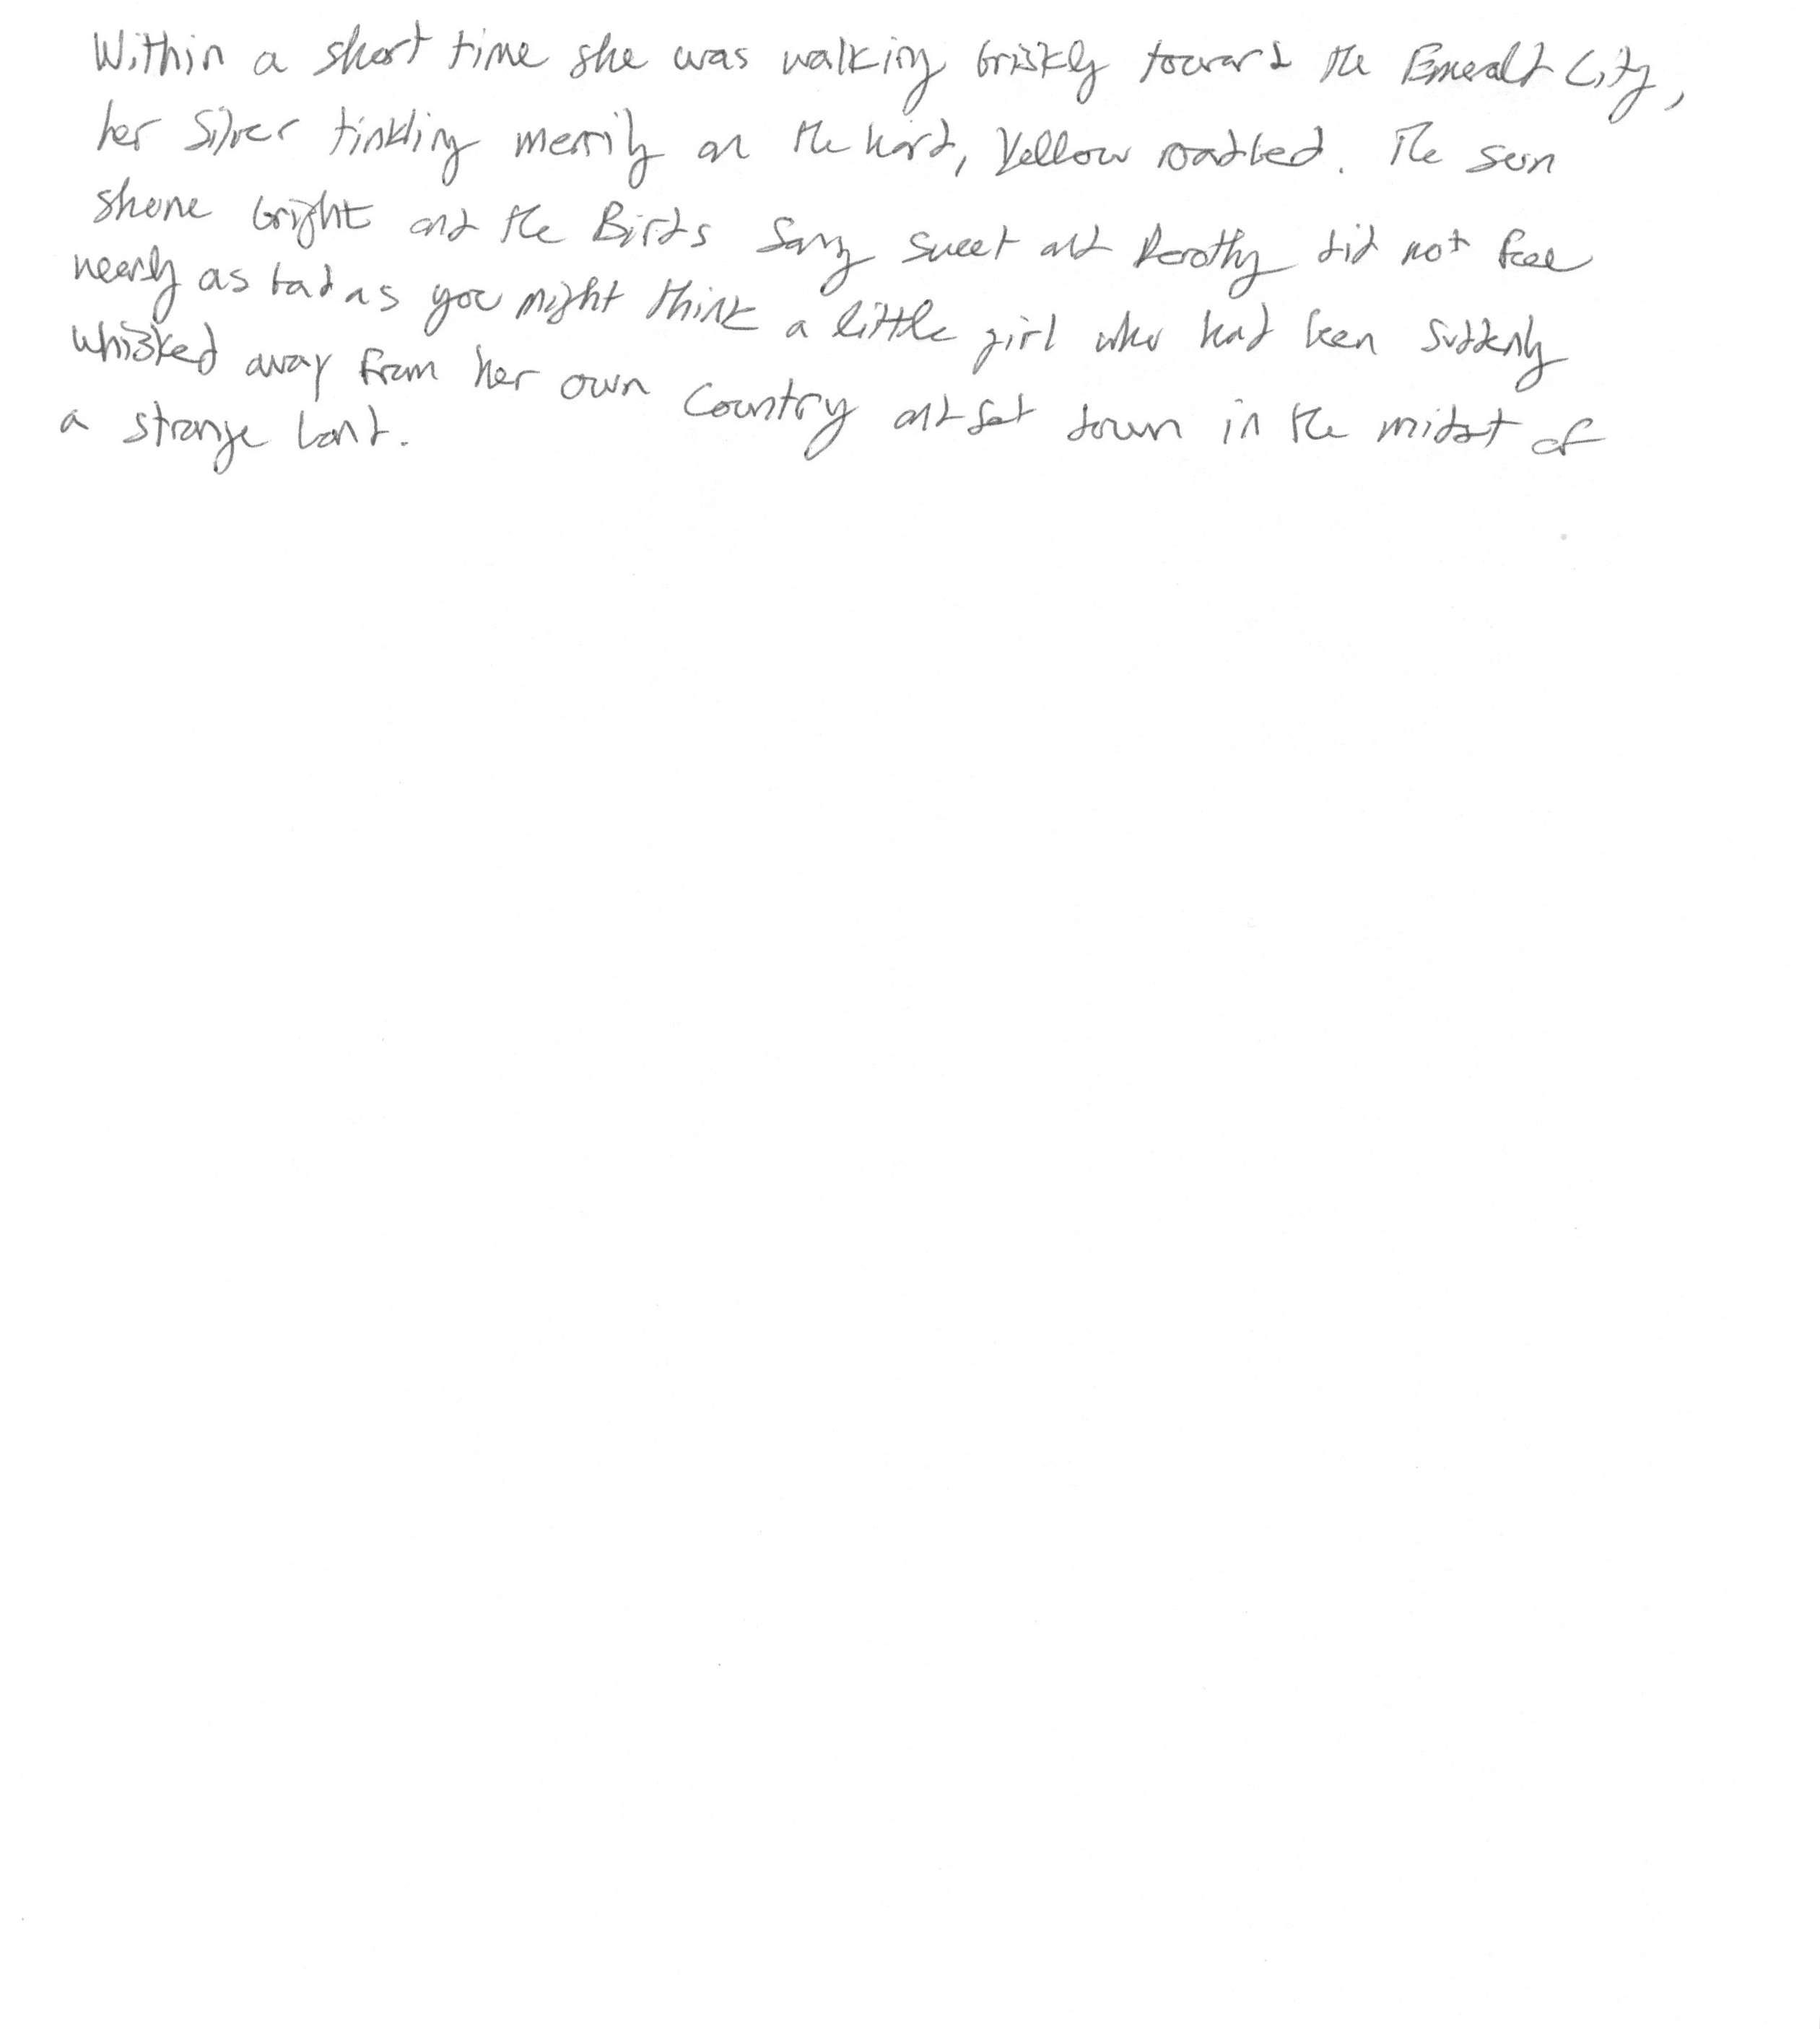 Within a short time she was walking briskly toward the Emerald City,
her Silver tinkling merrily on the hard, Yellow roadbed. The sun
shone bright and the Birds Sang sweet and Dorothy did not feel
nearly as bad as you might think a little girl who had been suddenly
whisked away from her own Country and set down in the midst of
a strange land.